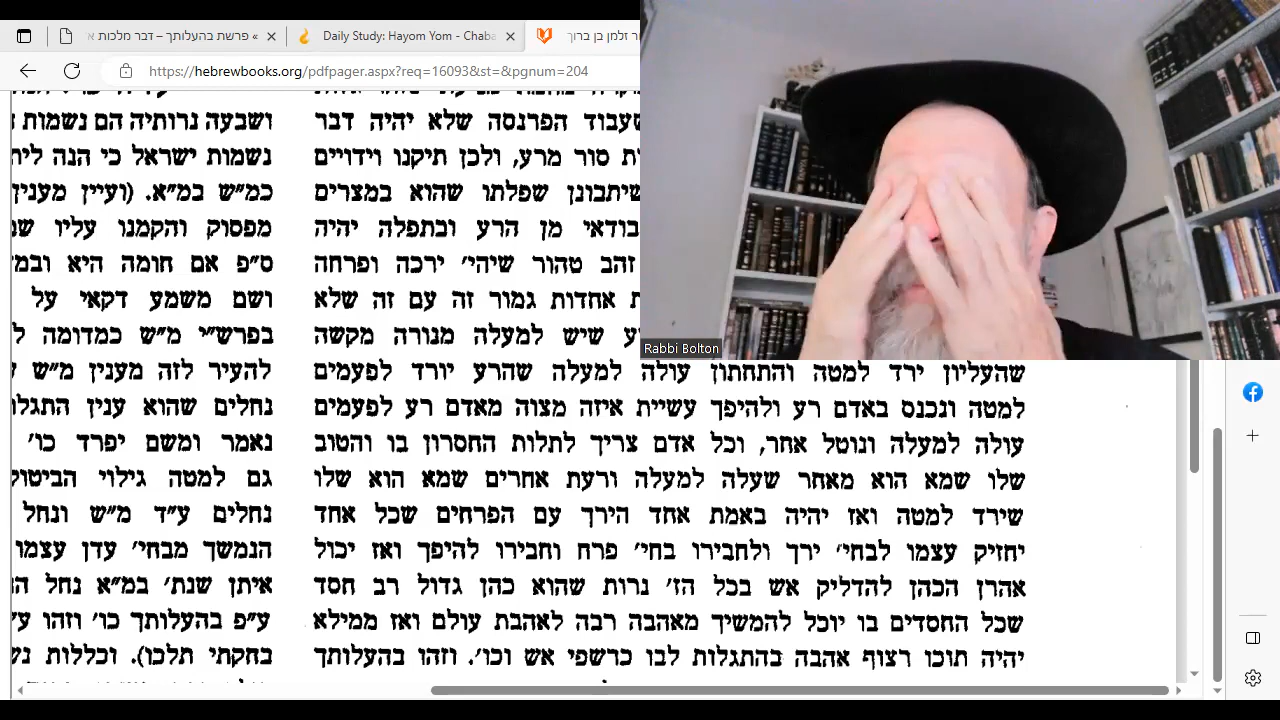 » פרשת בהעלותך – דבר מלכות א
Daily Study: Hayom Yom - Chaba
ור זלמן בן ברוך
https://hebrewbooks.org/pdfpager.aspx?req=16093&st=&pgnum=204
Rabbi Bolton
שעבוד הפרנסה שלא יהיה דבר
ת סור מרע, ולכן תיקנו וידויים
שיתבונן שפלתו שהוא במצרים
בודאי מן הרע ובתפלה יהיה
זהב טהור שיהי׳ ירכה ופרחה
ת אחדות גמור זה עם זה שלא
ע שיש למעלה מנורה מקשה
שהעליון ירד למטה והתחתון עולה למעלה שהרע יורד לפעמים
למטה ונכנס באדם רע ולהיפך עשיית איזה מצוה מאדם רע לפעמים
עולה למעלה ונוטל אחר, וכל אדם צריך לתלות החסרון בו והטוב
שלו שמא הוא מאחר שעלה למעלה ורעת אחרים שמא הוא שלו
שירד למטה ואז יהיה באמת אחד הירך עם הפרחים שכל אחד
יחזיק עצמו לבחי׳ ירך ולחבירו בחי׳ פרח וחבירו להיפך ואז יכול
אהרן הכהן להדליק אש בכל הז׳ נרות שהוא כהן גדול רב חסד
שכל החסדים בו יוכל להמשיך מאהבה רבה לאהבת עולם ואז ממילא
יהיה תוכו רצוף אהבה בהתגלות לבו כרשפי אש וכו׳. וזהו בהעלותך
ושבעה נרותיה הם נשמות
נשמות ישראל כי הנה לית
כמ״ש במ״א. (ועיין מענין
מפסוק והקמנו עליו
ס״פ אם חומה היא ובמ
ושם משמע דקאי על
בפרש״י מ״ש כמדומה ל
להעיר לזה מענין מ״ש
נחלים שהוא ענין התגלו
נאמר ומשם יפרד כו׳
גם למטה גילוי הביטול
נחלים ע״ד מ״ש ונחל
הנמשך מבחי׳ עדן עצמו
איתן שנת׳ במ״א נחל
ע״פ בהעלותך כו׳ וזהו
בחקתי תלכו). וכללות